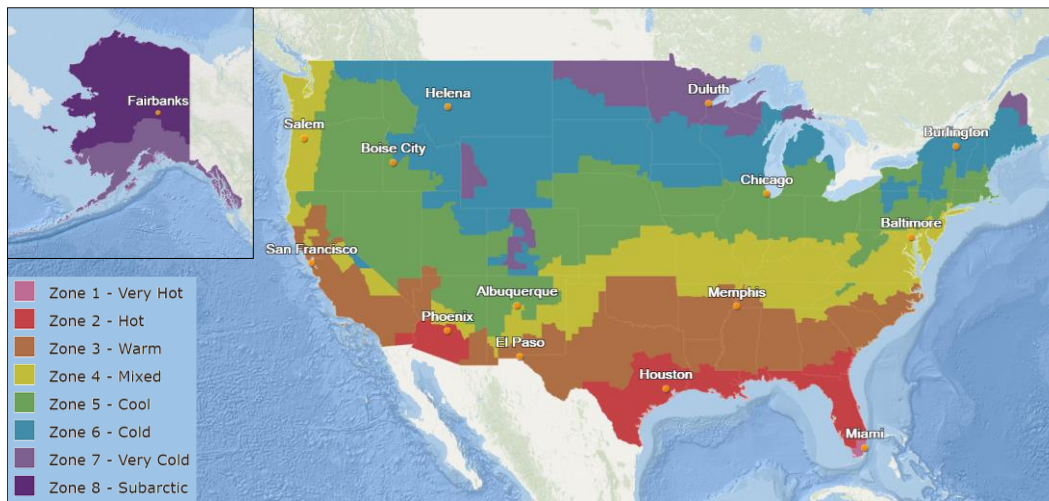 Fairbanks
Helena
Duluth
Salem
Burlington
Boise City
Chicago
Baltimore
San Francisco
Albuquerque
Memphis
Phoenix
El Paso
Houston
Miami
Zone 1 - Very Hot
Zone 2 - Hot
Zone 3 - Warm
Zone 4 - Mixed
Zone 5 - Cool
Zone 6 - Cold
Zone 7 - Very Cold
Zone 8 - Subarctic